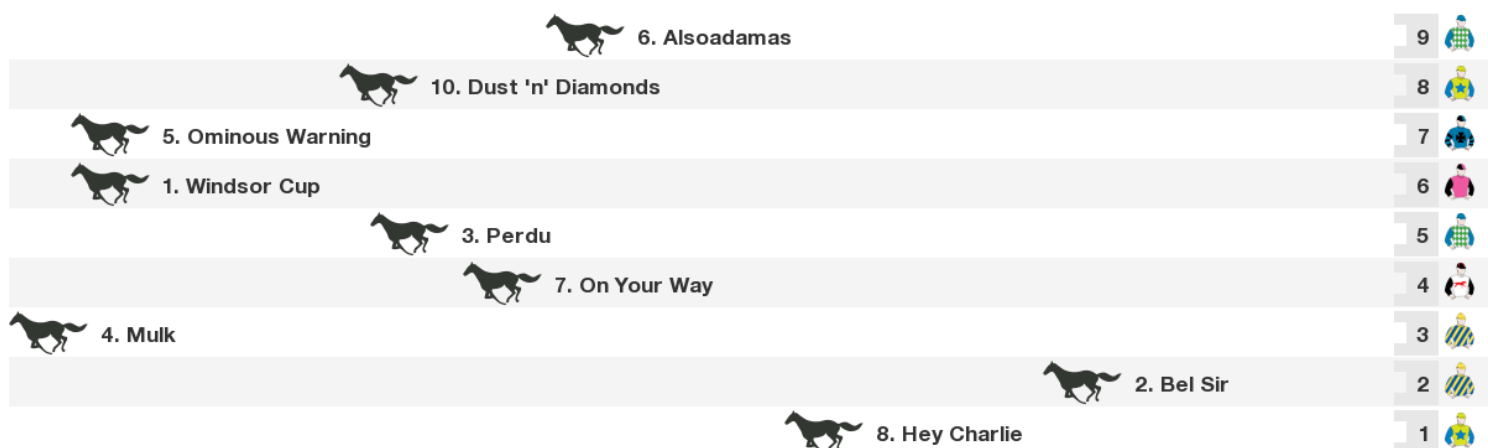 6. Alsoadamas 9
10. Dust 'n' Diamonds 8
5. Ominous Warning 7
1. Windsor Cup 6
3. Perdu 5
7. On Your Way 4
4. Mulk 3
2. Bel Sir 2
8. Hey Charlie 1